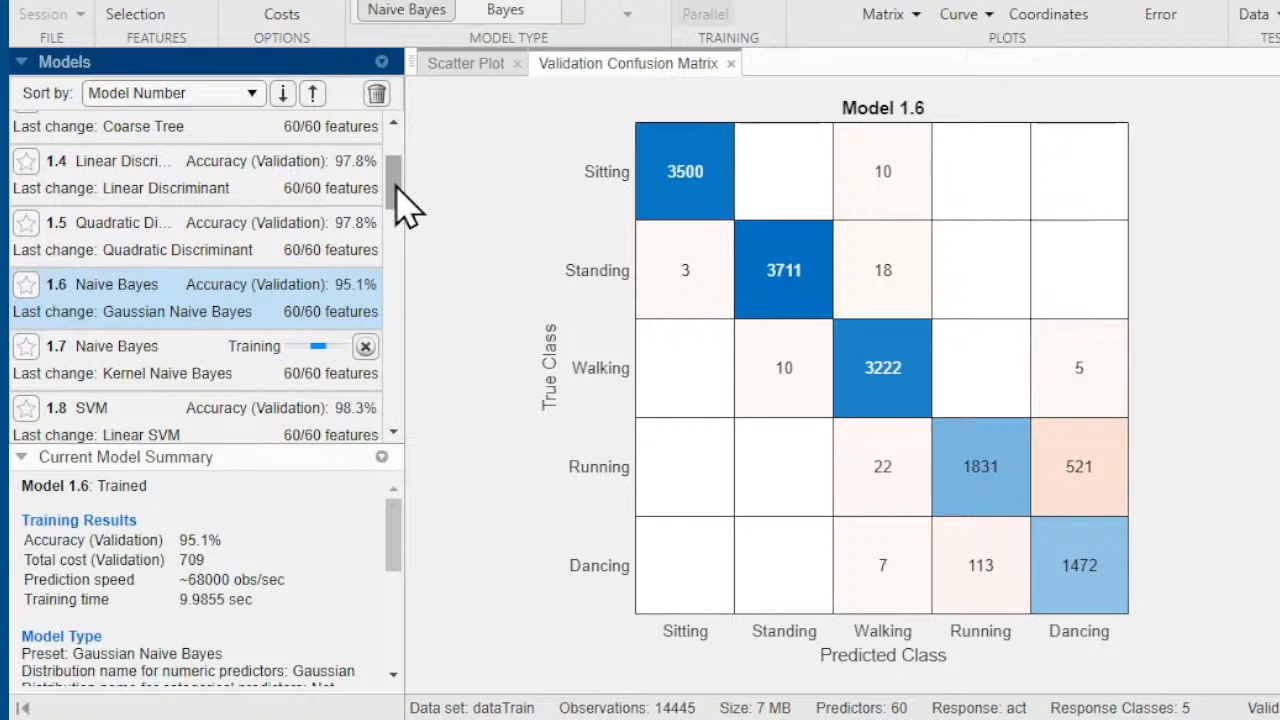 Session Selection Costs Naive Bayes Bayes Parallel Matrix Curve Coordinates Error Data
FILE FEATURES OPTIONS MODEL TYPE TRAINING PLOTS
Models
Sort by: Model Number
Last change: Coarse Tree 60/60 features
1.4 Linear Discri... Accuracy (Validation): 97.8%
Last change: Linear Discriminant 60/60 features
1.5 Quadratic Di... Accuracy (Validation): 97.8%
Last change: Quadratic Discriminant 60/60 features
1.6 Naive Bayes Accuracy (Validation): 95.1%
Last change: Gaussian Naive Bayes 60/60 features
1.7 Naive Bayes Training
Last change: Kernel Naive Bayes 60/60 features
1.8 SVM Accuracy (Validation): 98.3%
Last change: Linear SVM 60/60 features
Current Model Summary
Model 1.6: Trained
Training Results
Accuracy (Validation) 95.1%
Total cost (Validation) 709
Prediction speed ~68000 obs/sec
Training time 9.9855 sec
Model Type
Preset: Gaussian Naive Bayes
Distribution name for numeric predictors: Gaussian
Scatter Plot Validation Confusion Matrix
Model 1.6
True Class
Sitting 3500 10
Standing 3 3711 18
Walking 10 3222 5
Running 22 1831 521
Dancing 7 113 1472
Sitting Standing Walking Running Dancing
Predicted Class
Data set: dataTrain Observations: 14445 Size: 7 MB Predictors: 60 Response: act Response Classes: 5